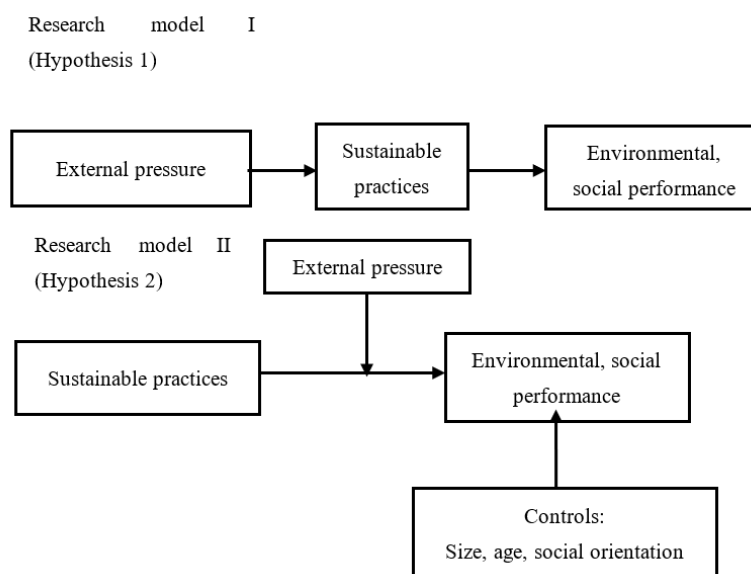 Research model I
(Hypothesis 1)
External pressure
Sustainable
practices
Environmental,
social performance
Research model II
(Hypothesis 2)
External pressure
Sustainable practices
Environmental, social
performance
Controls:
Size, age, social orientation